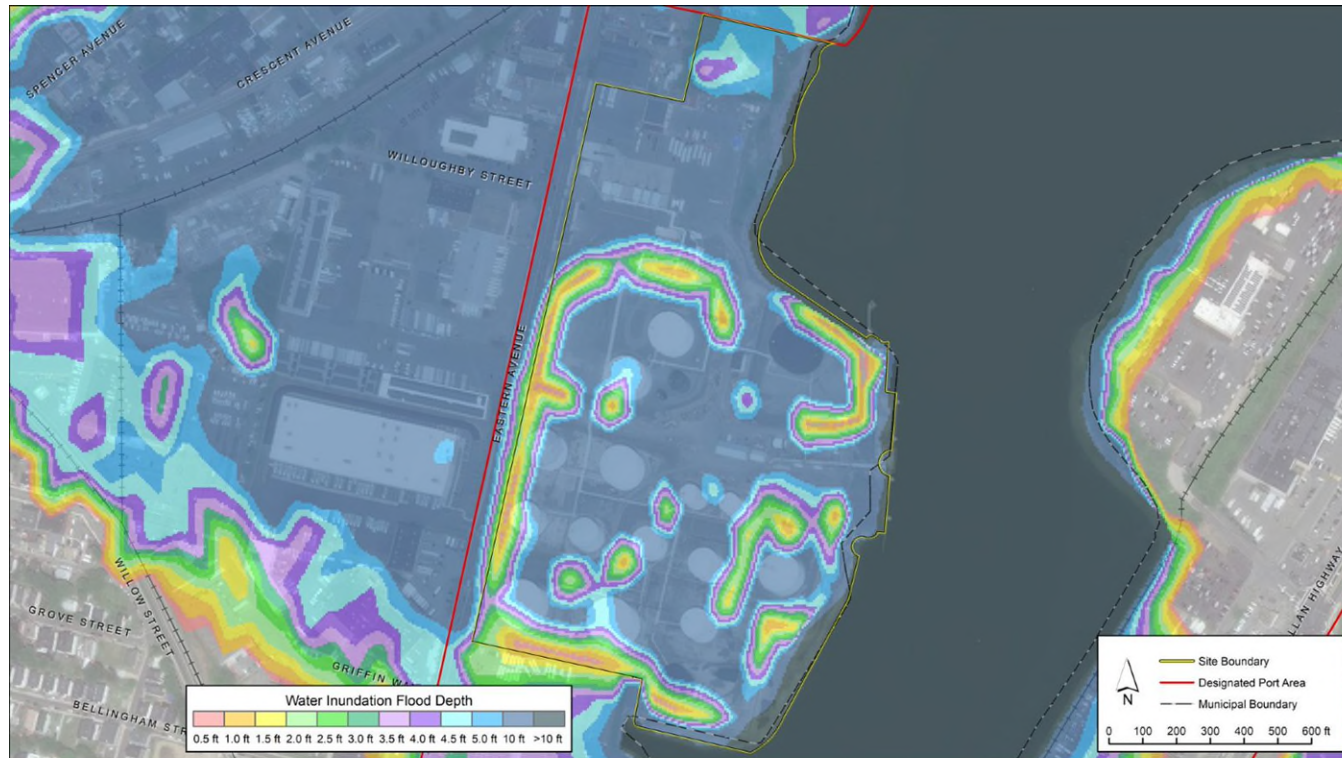 SPENCER AVENUE
CRESCENT AVENUE
WILLOUGHBY STREET
EASTERN AVENUE
WILLOW STREET
GROVE STREET
GRIFFIN
BELLINGHAM
LLAN HIGHWAY
Water Inundation Flood Depth
0.5 ft 1.0 ft 1.5 ft 2.0 ft 2.5 ft 3.0 ft 3.5 ft 4.0 ft 4.5 ft 5.0 ft 10 ft >10 ft
Site Boundary
Designated Port Area
Municipal Boundary
N
0 100 200 300 400 600 ft